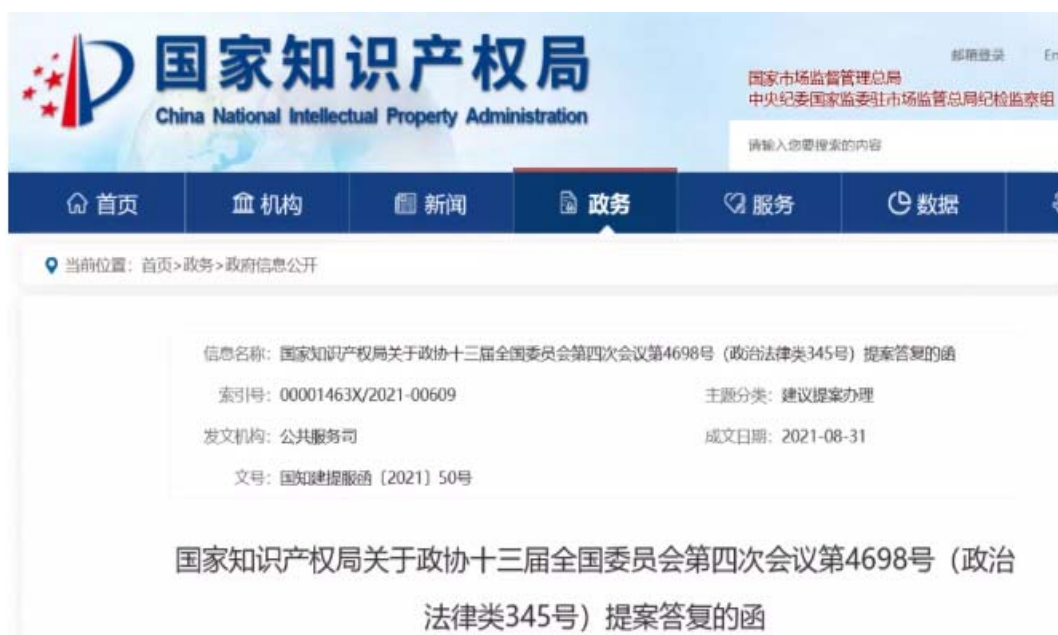 国家知识产权局
China National Intellectual Property Administration
邮箱登录 En
国家市场监督管理总局
中央纪委国家监委驻市场监管总局纪检监察组
请输入您要搜索的内容
首页 机构 新闻 政务 服务 数据
当前位置：首页>政务>政府信息公开
信息名称：国家知识产权局关于政协十三届全国委员会第四次会议第4698号（政治法律类345号）提案答复的函
索引号：00001463X/2021-00609 主题分类：建议提案办理
发文机构：公共服务司 成文日期：2021-08-31
文号：国知建提服函〔2021〕50号
国家知识产权局关于政协十三届全国委员会第四次会议第4698号（政治
法律类345号）提案答复的函